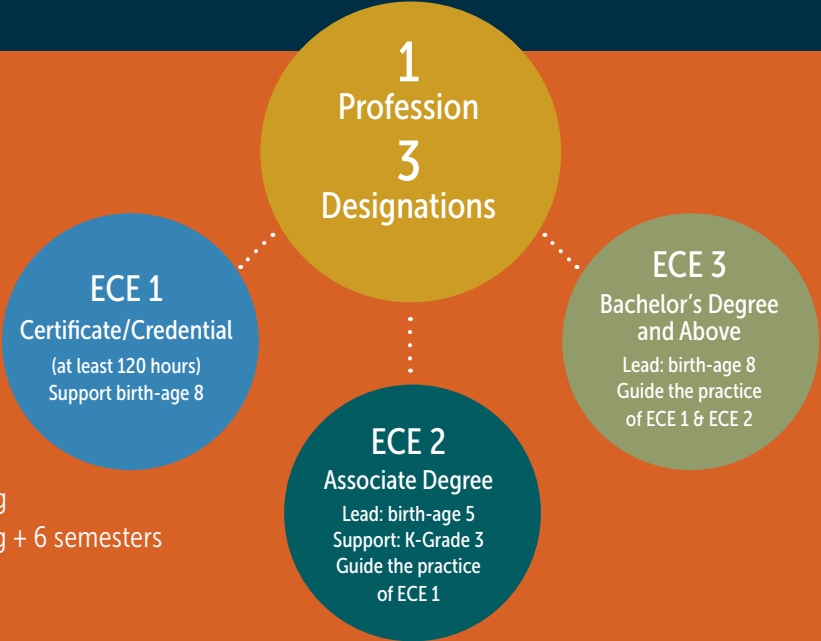 1
Profession
3
Designations
ECE 1
Certificate/Credential
(at least 120 hours)
Support birth-age 8
ECE 3
Bachelor's Degree
and Above
Lead: birth-age 8
Guide the practice
of ECE 1 & ECE 2
ECE 2
Associate Degree
Lead: birth-age 5
Support: K-Grade 3
Guide the practice
of ECE 1
+ 6 semesters